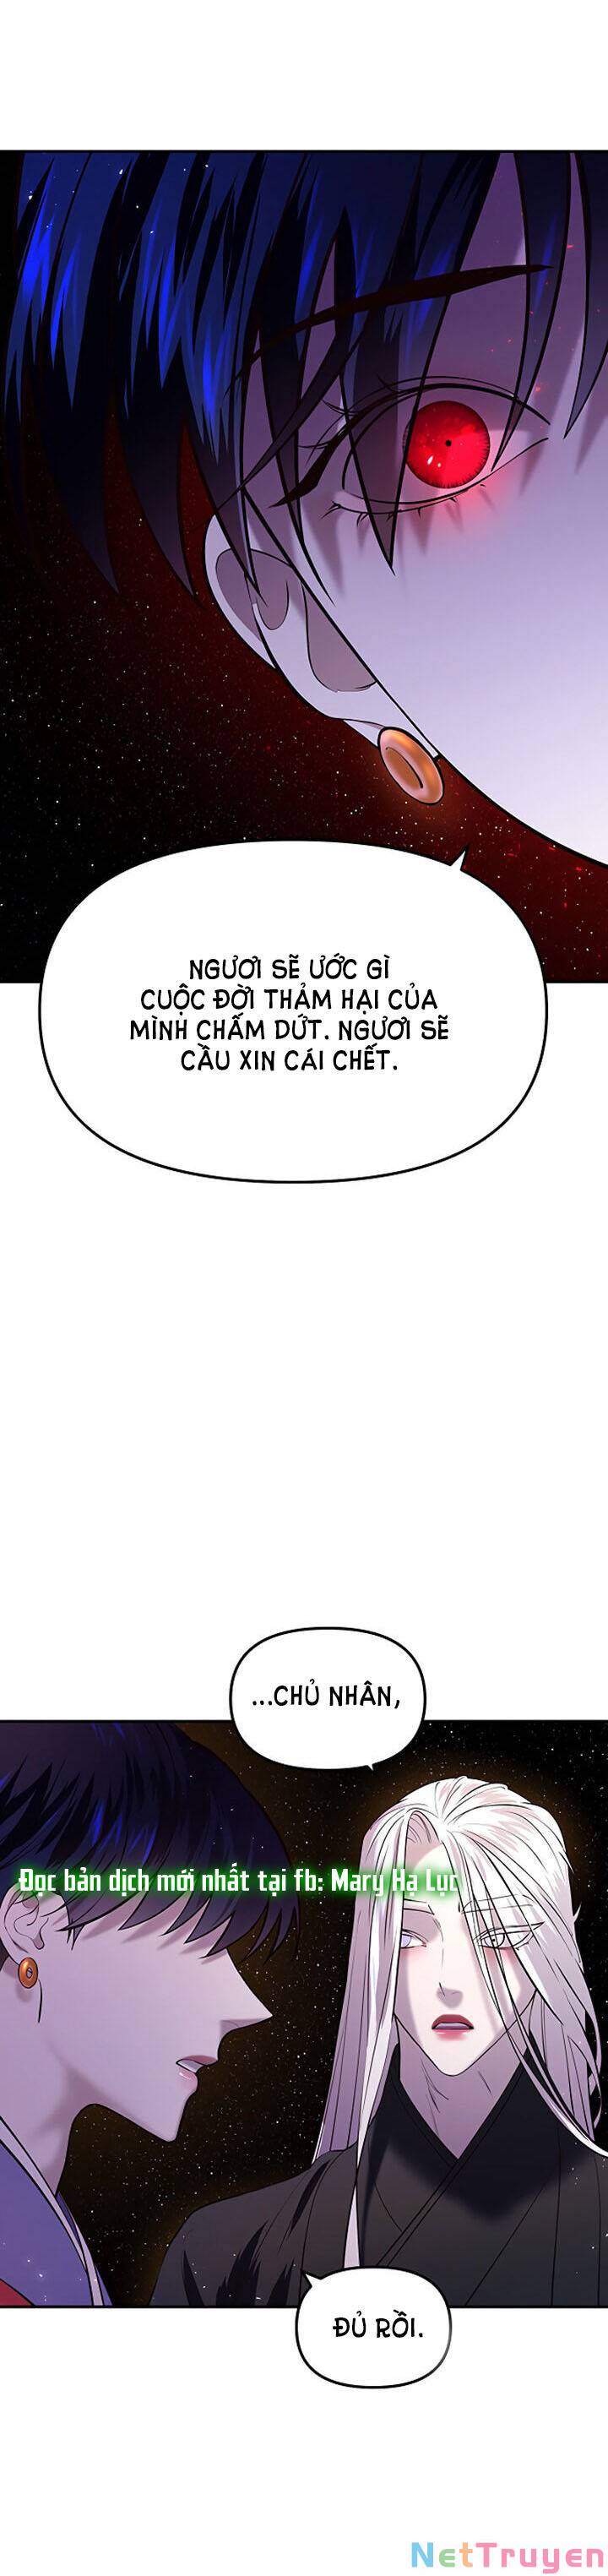 NGƯƠI SẼ ƯỚC GÌ
CUỘC ĐỜI THẢM HẠI CỦA
MÌNH CHẤM DỨT. NGƯƠI SẼ
CẦU XIN CÁI CHẾT.
...CHỦ NHÂN,
Đọc bản dịch mới nhất tại fb: Mary Hạ Lục
ĐỦ RỒI.
NetTruyen